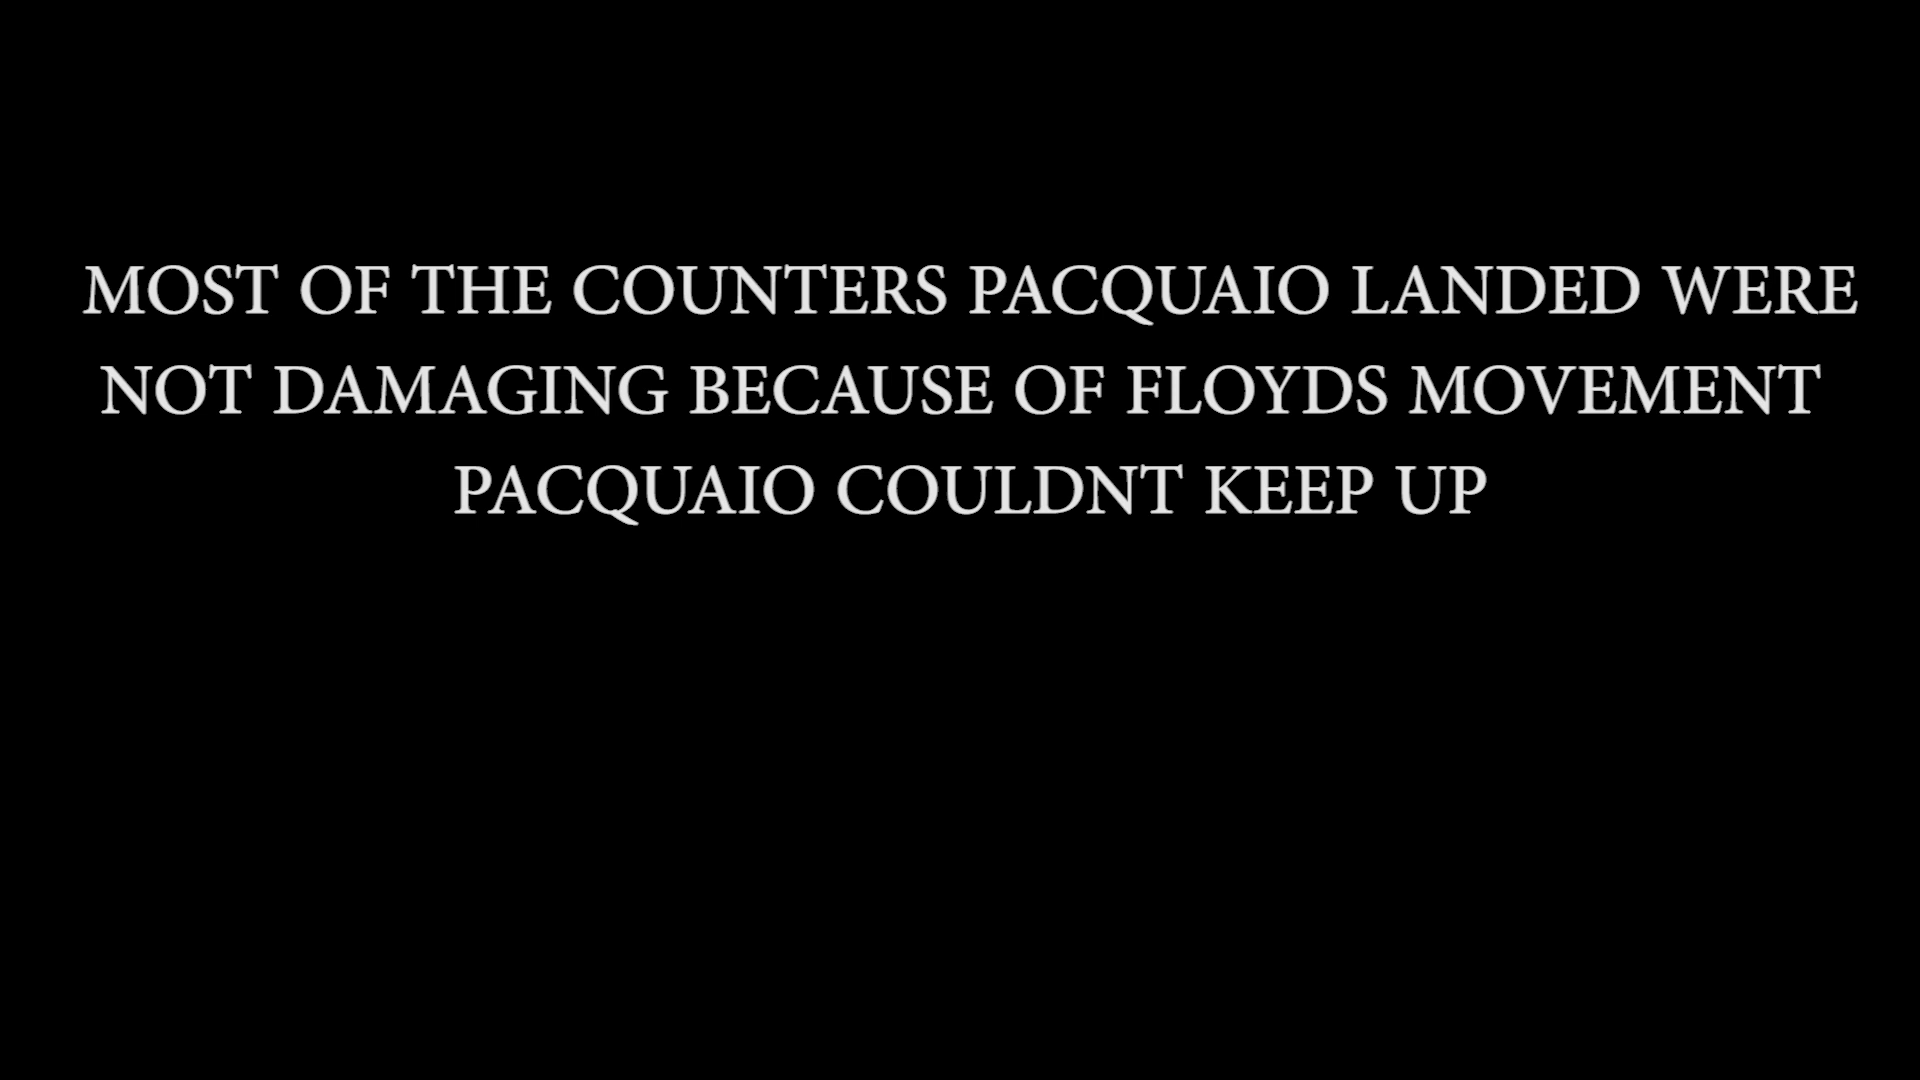 MOST OF THE COUNTERS PACQUAIO LANDED WERE
NOT DAMAGING BECAUSE OF FLOYDS MOVEMENT
PACQUAIO COULDNT KEEP UP